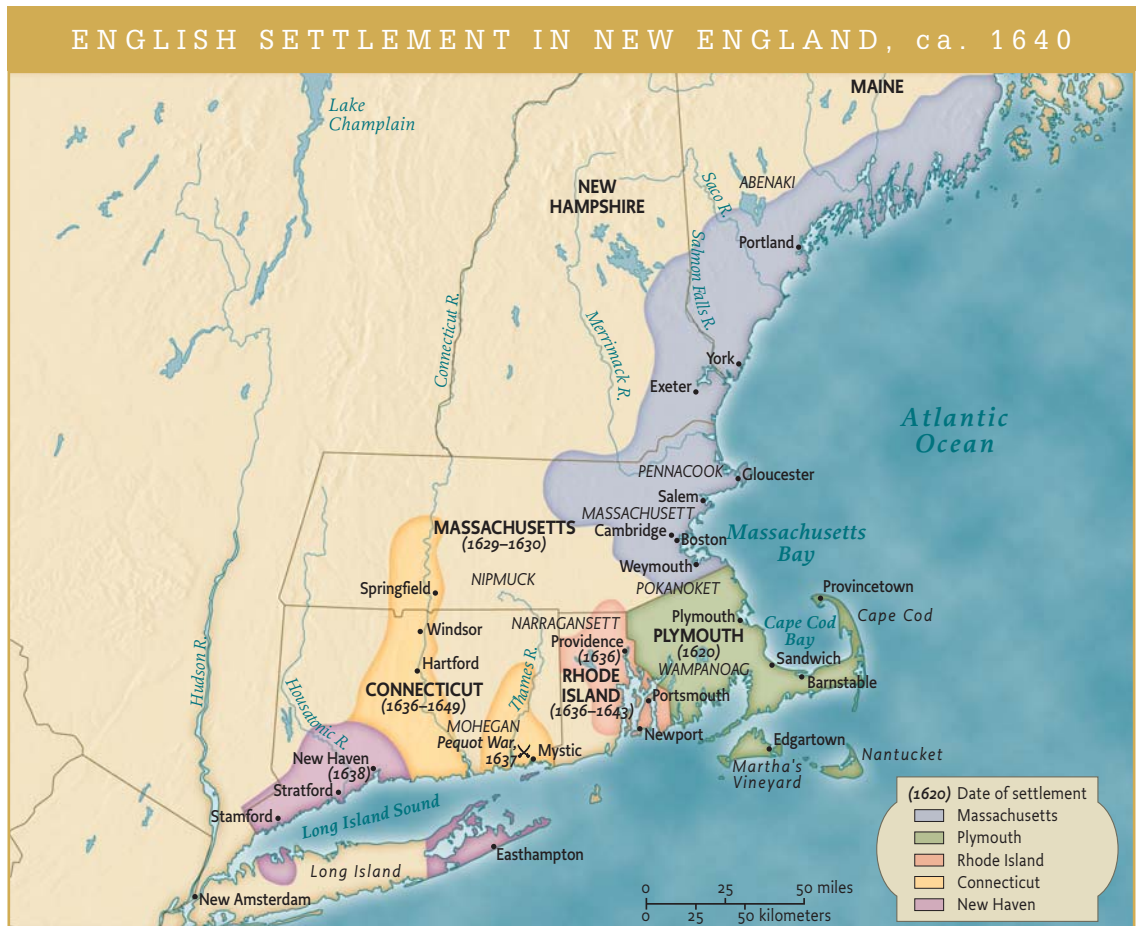 ENGLISH SETTLEMENT IN NEW ENGLAND, ca. 1640
MAINE
Lake
Champlain
NEW
HAMPSHIRE
Saco R.
ABENAKI
Portland
Salmon Falls R.
Connecticut R.
Merrimack R.
York
Exeter
Atlantic
Ocean
PENNACOOK
Gloucester
Salem
MASSACHUSETT
MASSACHUSETTS
(1629–1630)
Cambridge
Boston
Massachusetts
Bay
Weymouth
NIPMUCK
POKANOKET
Springfield
Provincetown
Cape Cod
NARRAGANSETT
Plymouth
Cape Cod
Bay
Windsor
Providence
(1636)
PLYMOUTH
(1620)
Hudson R.
Hartford
Thames R.
WAMPANOAG
Sandwich
RHODE
ISLAND
(1636–1643)
Barnstable
CONNECTICUT
(1636–1649)
Housatonic R.
Portsmouth
MOHEGAN
Pequot War,
1637
Mystic
Newport
Edgartown
Nantucket
Martha's
Vineyard
New Haven
(1638)
Stratford
Stamford
Long Island Sound
Easthampton
Long Island
New Amsterdam
(1620) Date of settlement
Massachusetts
Plymouth
Rhode Island
Connecticut
New Haven
0 25 50 miles
0 25 50 kilometers